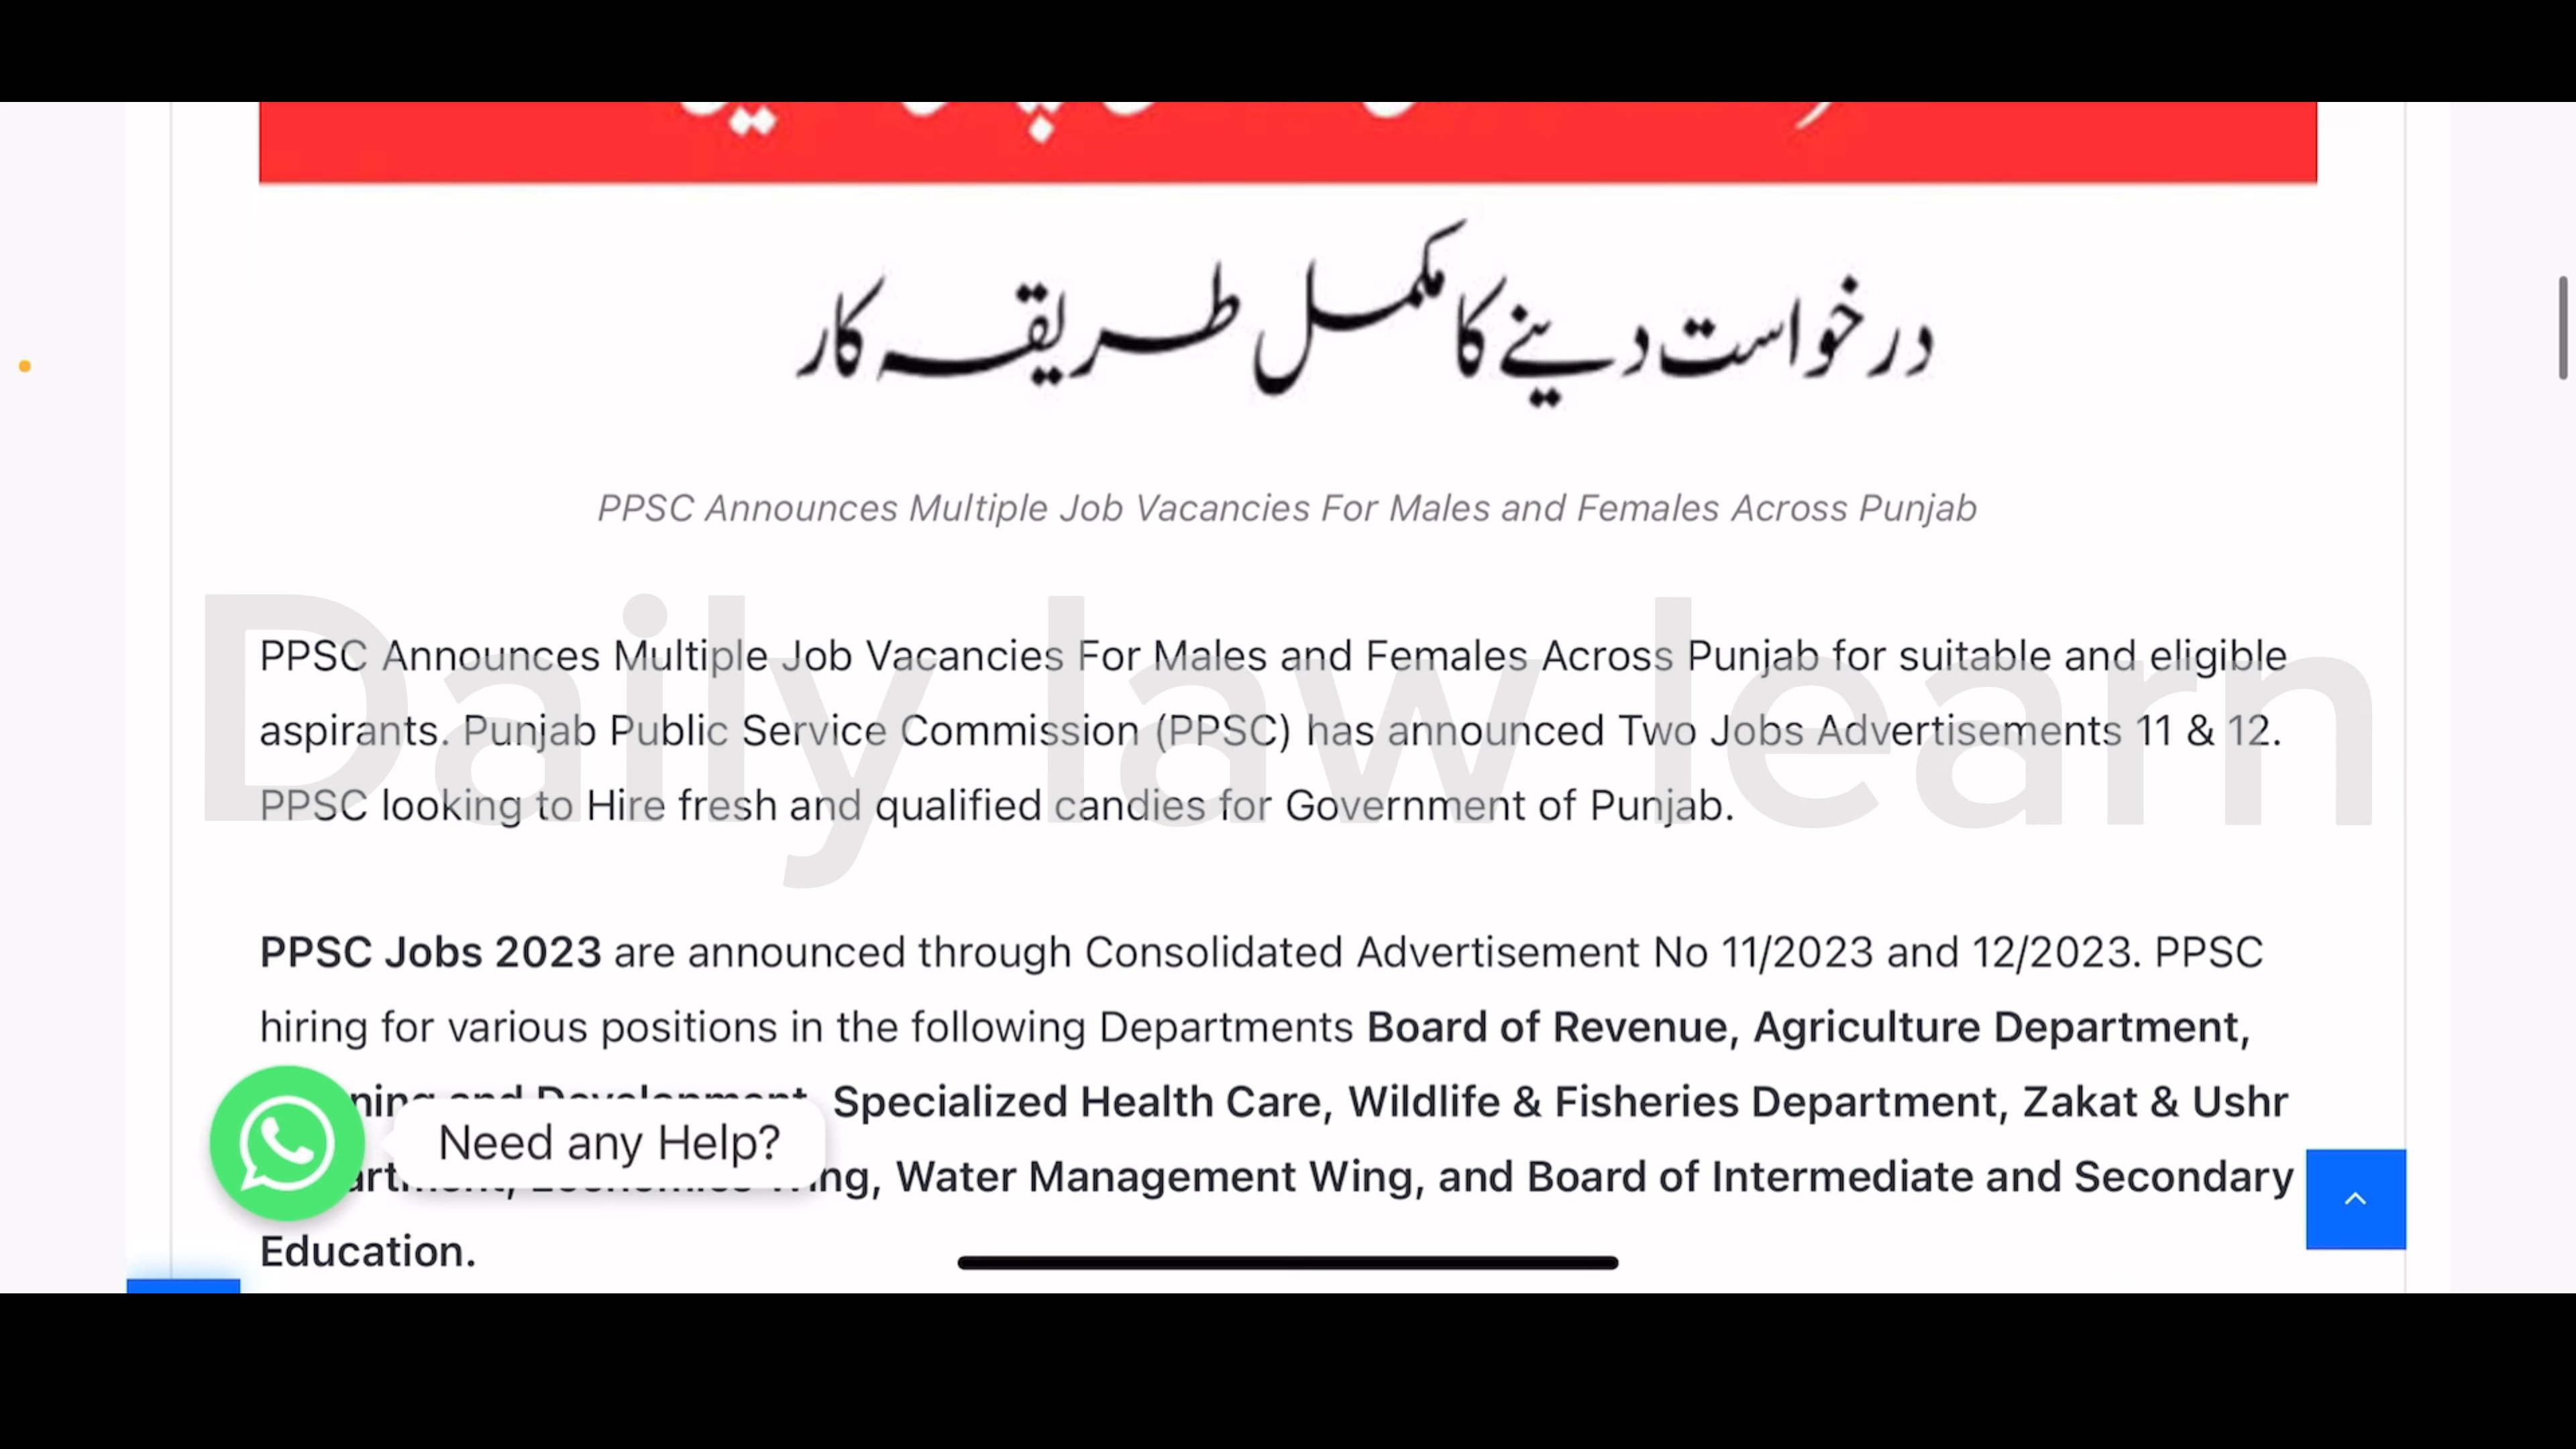 درخواست دینے کا مکمل طریقہ کار
PPSC Announces Multiple Job Vacancies For Males and Females Across Punjab
Daily law learn
PPSC Announces Multiple Job Vacancies For Males and Females Across Punjab for suitable and eligible
aspirants. Punjab Public Service Commission (PPSC) has announced Two Jobs Advertisements 11 & 12.
PPSC looking to Hire fresh and qualified candies for Government of Punjab.
PPSC Jobs 2023 are announced through Consolidated Advertisement No 11/2023 and 12/2023. PPSC
hiring for various positions in the following Departments Board of Revenue, Agriculture Department,
and Development, Specialized Health Care, Wildlife & Fisheries Department, Zakat & Ushr
Need any Help?
Water Management Wing, and Board of Intermediate and Secondary
Education.